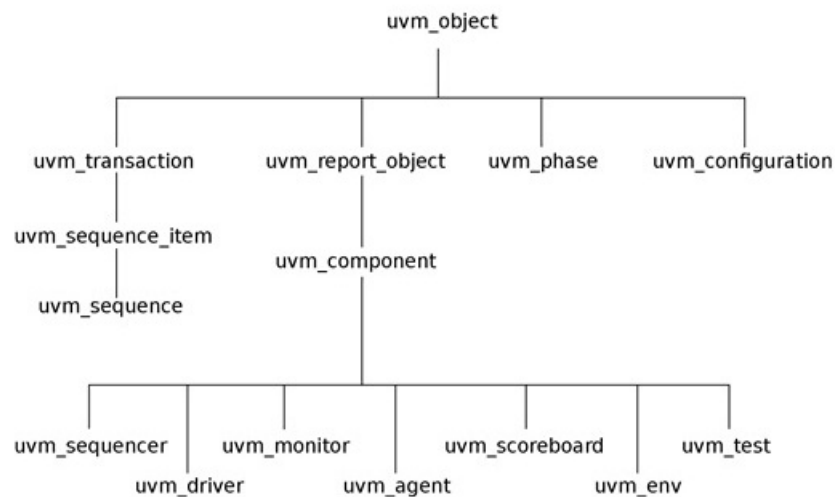 uvm_object
uvm_transaction uvm_report_object uvm_phase uvm_configuration
uvm_sequence_item
uvm_component
uvm_sequence
uvm_sequencer uvm_monitor uvm_scoreboard uvm_test
uvm_driver uvm_agent uvm_env